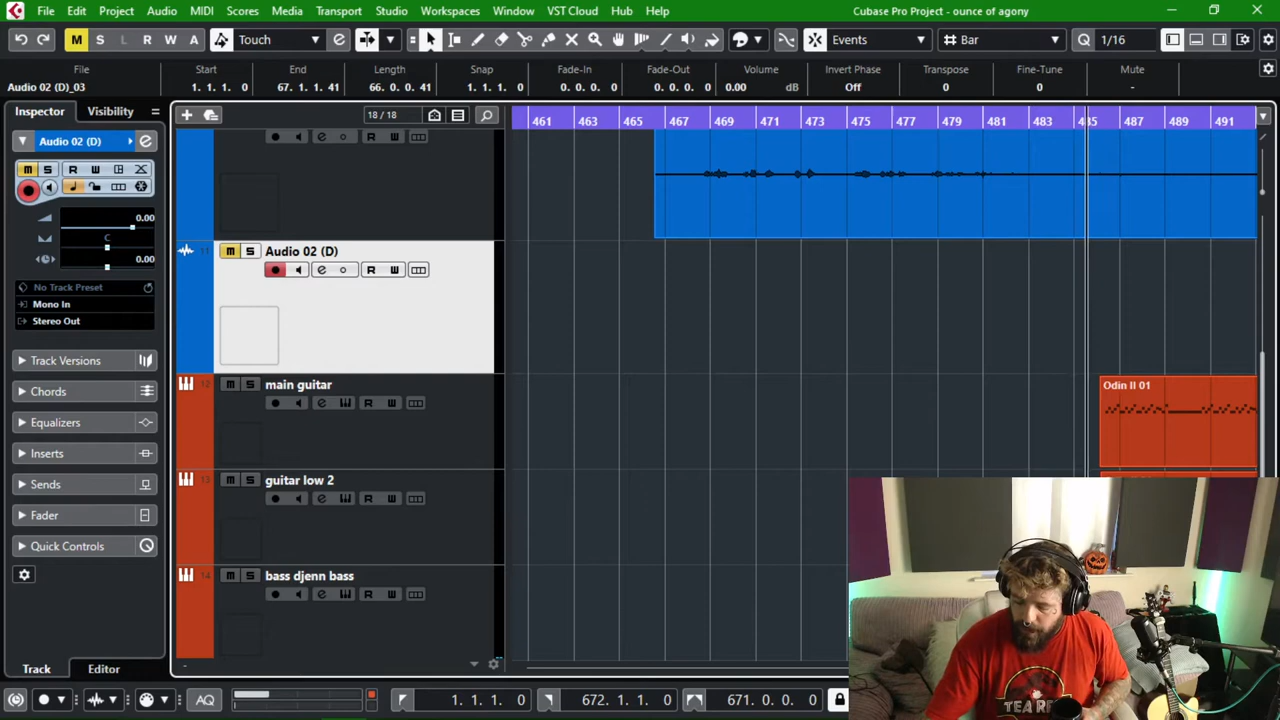 File Edit Project Audio MIDI Scores Media Transport Studio Workspaces Window VST Cloud Hub Help Cubase Pro Project - ounce of agony
M S L R W A Touch Events Bar Q 1/16
File Start End Length Snap Fade-In Fade-Out Volume Invert Phase Transpose Fine-Tune Mute
Audio 02 (D)_03 1. 1. 1. 0 67. 1. 1. 41 66. 0. 0. 41 1. 1. 1. 0 0. 0. 0. 0 0. 0. 0. 0 0.00 dB Off 0 0 -
Inspector Visibility 18 / 18 461 463 465 467 469 471 473 475 477 479 481 483 485 487 489 491
Audio 02 (D)
R W
M S R W
0.00
C
0.00
No Track Preset
Mono In
Stereo Out
Track Versions
Chords
Equalizers
Inserts
Sends
Fader
Quick Controls
Track Editor
11 M S Audio 02 (D)
R W
12 M S main guitar
R W
Odin II 01
13 M S guitar low 2
R W
14 M S bass djenn bass
R W
TEA RE
AQ 1. 1. 1. 0 672. 1. 1. 0 671. 0. 0. 0